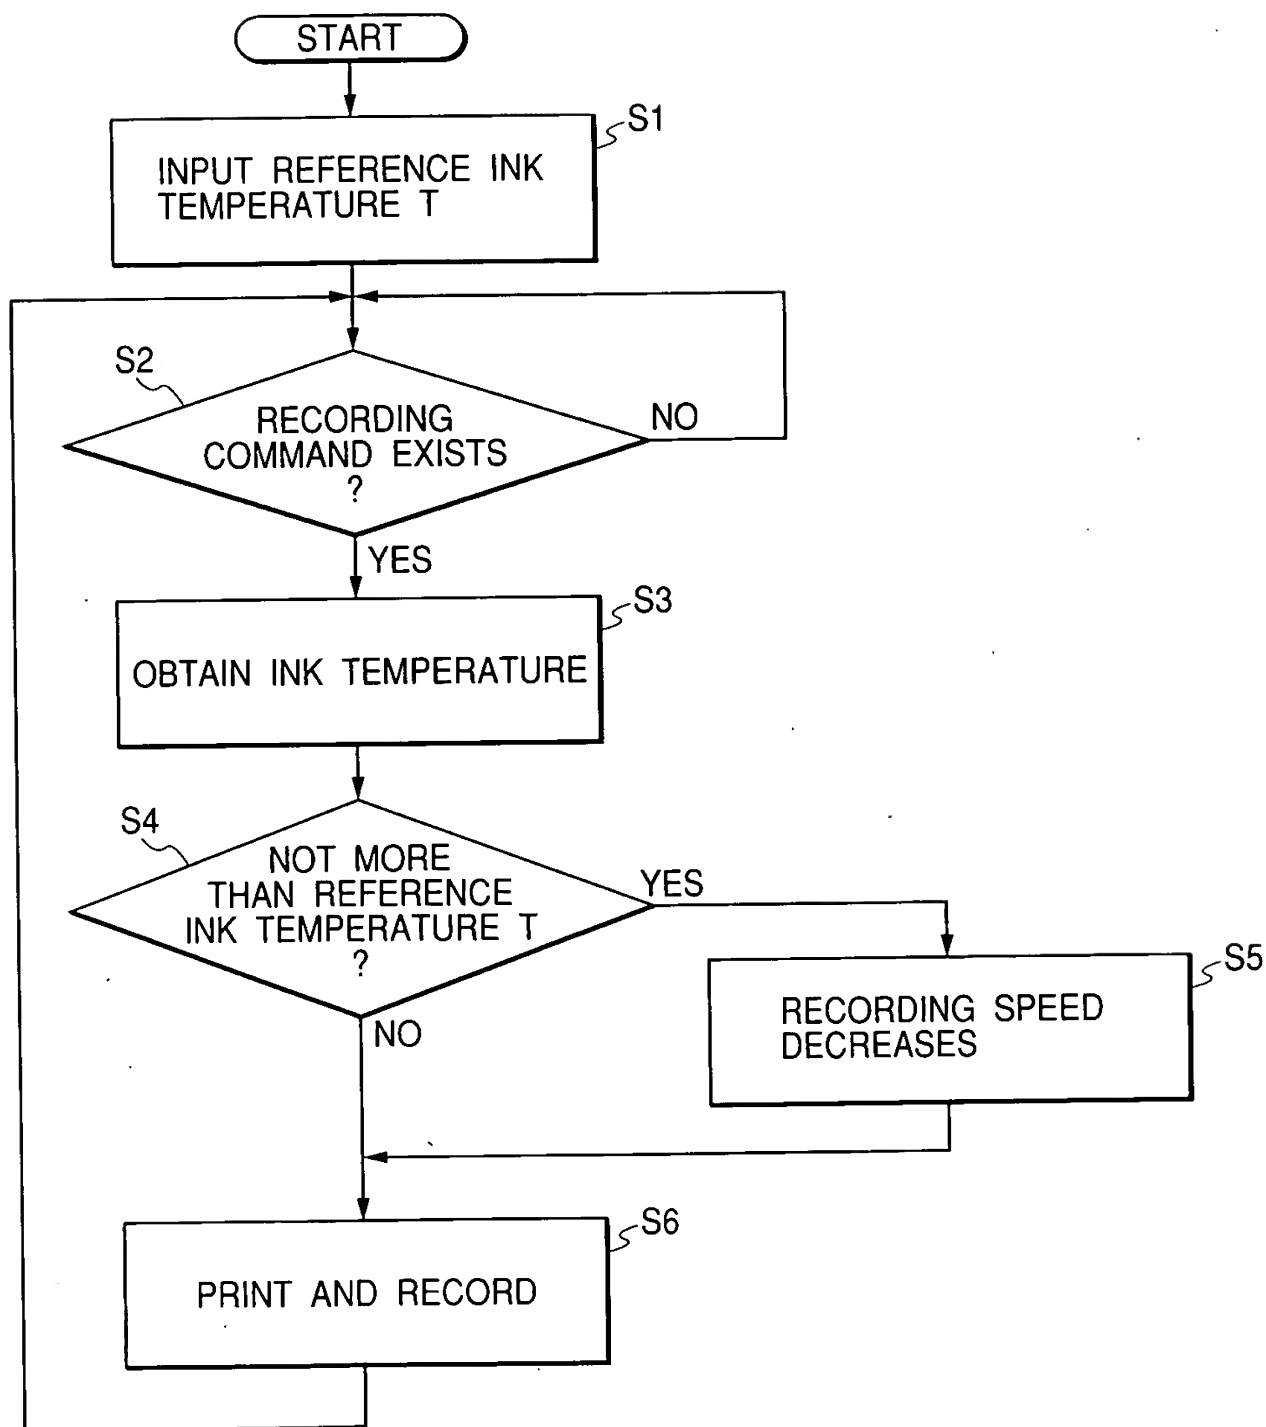 START
S1
INPUT REFERENCE INK
TEMPERATURE T
S2
RECORDING
COMMAND EXISTS
?
NO
YES
S3
OBTAIN INK TEMPERATURE
S4
NOT MORE
THAN REFERENCE
INK TEMPERATURE T
?
YES
NO
S5
RECORDING SPEED
DECREASES
S6
PRINT AND RECORD